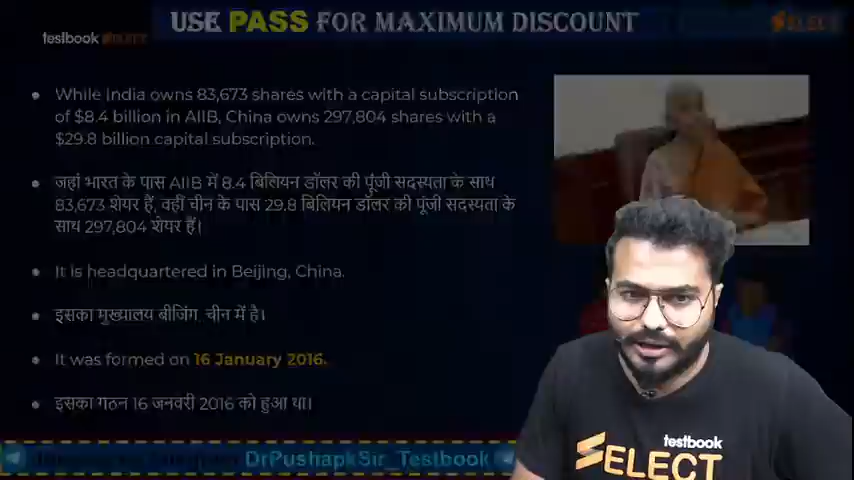 USE PASS FOR MAXIMUM DISCOUNT
testbook SELECT
SELECT
While India owns 83,673 shares with a capital subscription
of $8.4 billion in AIIB, China owns 297,804 shares with a
$29.8 billion capital subscription.
जहां भारत के पास AIIB में 8.4 बिलियन डॉलर की पूंजी सदस्यता के साथ
83,673 शेयर हैं, वहीं चीन के पास 29.8 बिलियन डॉलर की पूंजी सदस्यता के
साथ 297,804 शेयर हैं।
It is headquartered in Beijing, China.
इसका मुख्यालय बीजिंग, चीन में है।
It was formed on 16 January 2016.
इसका गठन 16 जनवरी 2016 को हुआ था।
DrPushapkSir_Testbook
testbook
SELECT